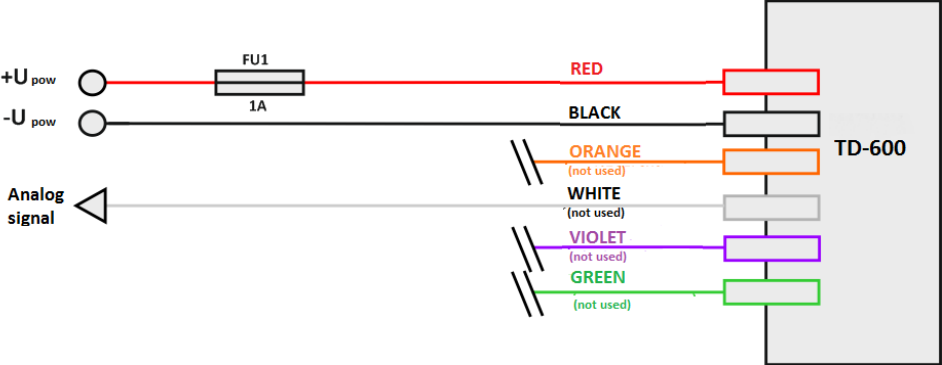 FU1
+U pow
RED
1A
-U pow
BLACK
ORANGE
(not used)
TD-600
Analog
signal
WHITE
(not used)
VIOLET
(not used)
GREEN
(not used)